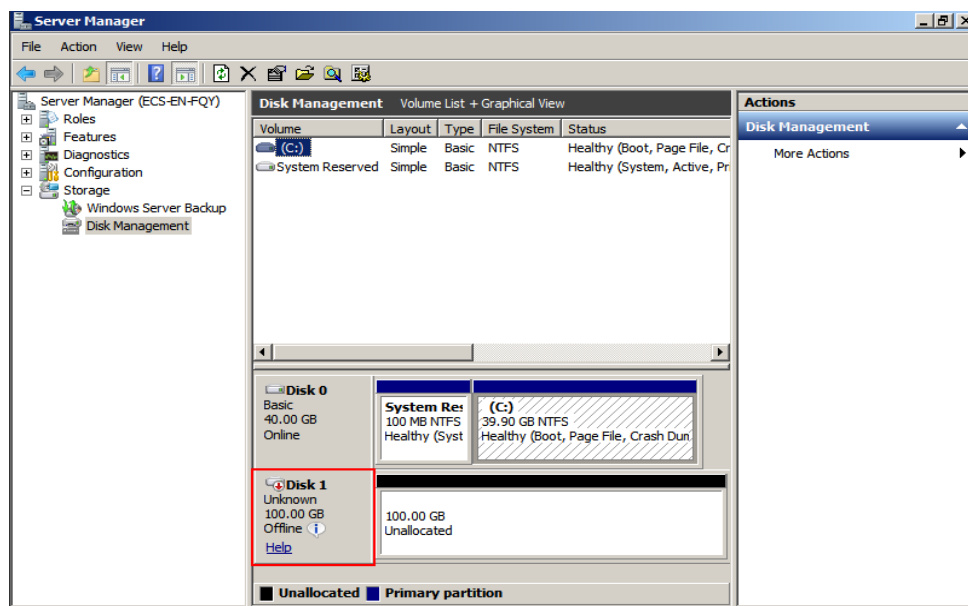 Server Manager
File Action View Help
Server Manager (ECS-EN-FQY)
Roles
Features
Diagnostics
Configuration
Storage
Windows Server Backup
Disk Management
Disk Management Volume List + Graphical View
Volume Layout Type File System Status
(C:) Simple Basic NTFS Healthy (Boot, Page File, Cr
System Reserved Simple Basic NTFS Healthy (System, Active, Pri
Disk 0
Basic
40.00 GB
Online
System Res
100 MB NTFS
Healthy (Syst
(C:)
39.90 GB NTFS
Healthy (Boot, Page File, Crash Dun
Disk 1
Unknown
100.00 GB
Offline
Help
100.00 GB
Unallocated
Unallocated Primary partition
Actions
Disk Management
More Actions